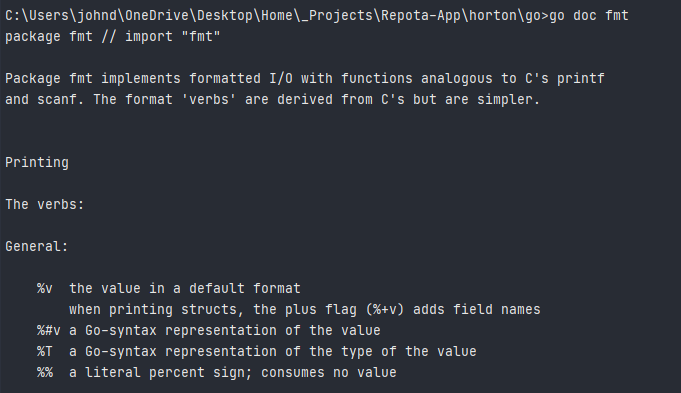 C:\Users\johnd\OneDrive\Desktop\Home\_Projects\Repota-App\horton\go>go doc fmt
package fmt // import "fmt"
Package fmt implements formatted I/O with functions analogous to C's printf
and scanf. The format 'verbs' are derived from C's but are simpler.
Printing
The verbs:
General:
%v  the value in a default format
when printing structs, the plus flag (%+v) adds field names
%#v a Go-syntax representation of the value
%T  a Go-syntax representation of the type of the value
%%  a literal percent sign; consumes no value